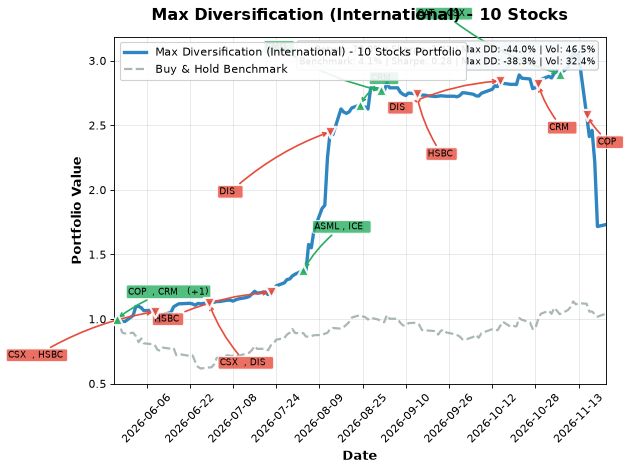 Max Diversification (International) - 10 Stocks
Max Diversification (International) - 10 Stocks Portfolio
Buy & Hold Benchmark
Max DD: -44.0% | Vol: 46.5%
Benchmark: 4.1% | Sharpe: 0.28 | Max DD: -38.3% | Vol: 32.4%
DIS
HSBC
CRM
COP
DIS
ASML , ICE
COP , CRM (+1)
HSBC
CSX , HSBC
CSX , DIS
Portfolio Value
3.0
2.5
2.0
1.5
1.0
0.5
2026-06-06
2026-06-22
2026-07-08
2026-07-24
2026-08-09
2026-08-25
2026-09-10
2026-09-26
2026-10-12
2026-10-28
2026-11-13
Date